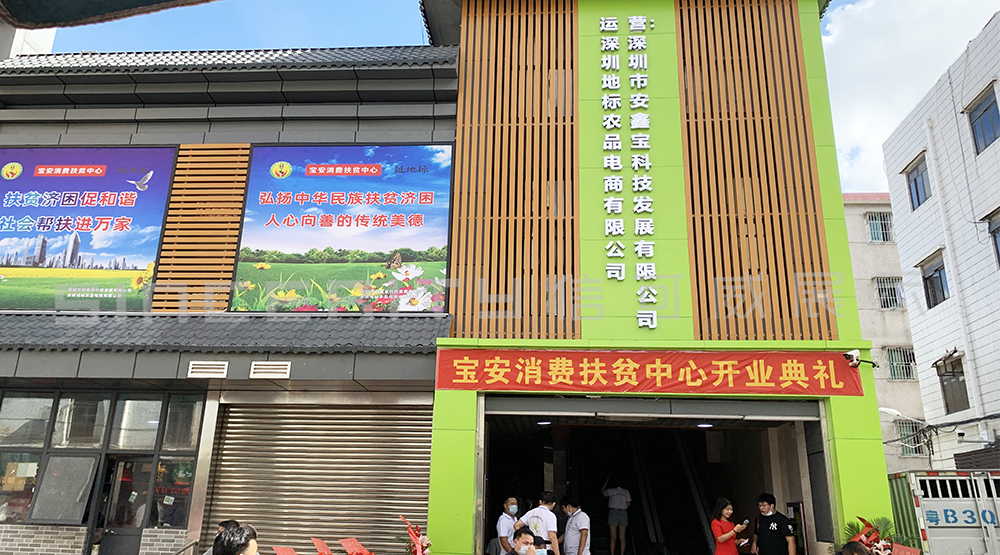 营：深圳市安鑫宝科技发展有限公司
运深圳地标农品电商有限公司
宝安消费扶贫中心
扶贫济困促和谐
社会帮扶进万家
宝安消费扶贫中心
弘扬中华民族扶贫济困
人心向善的传统美德
宝安消费扶贫中心开业典礼
粤B30